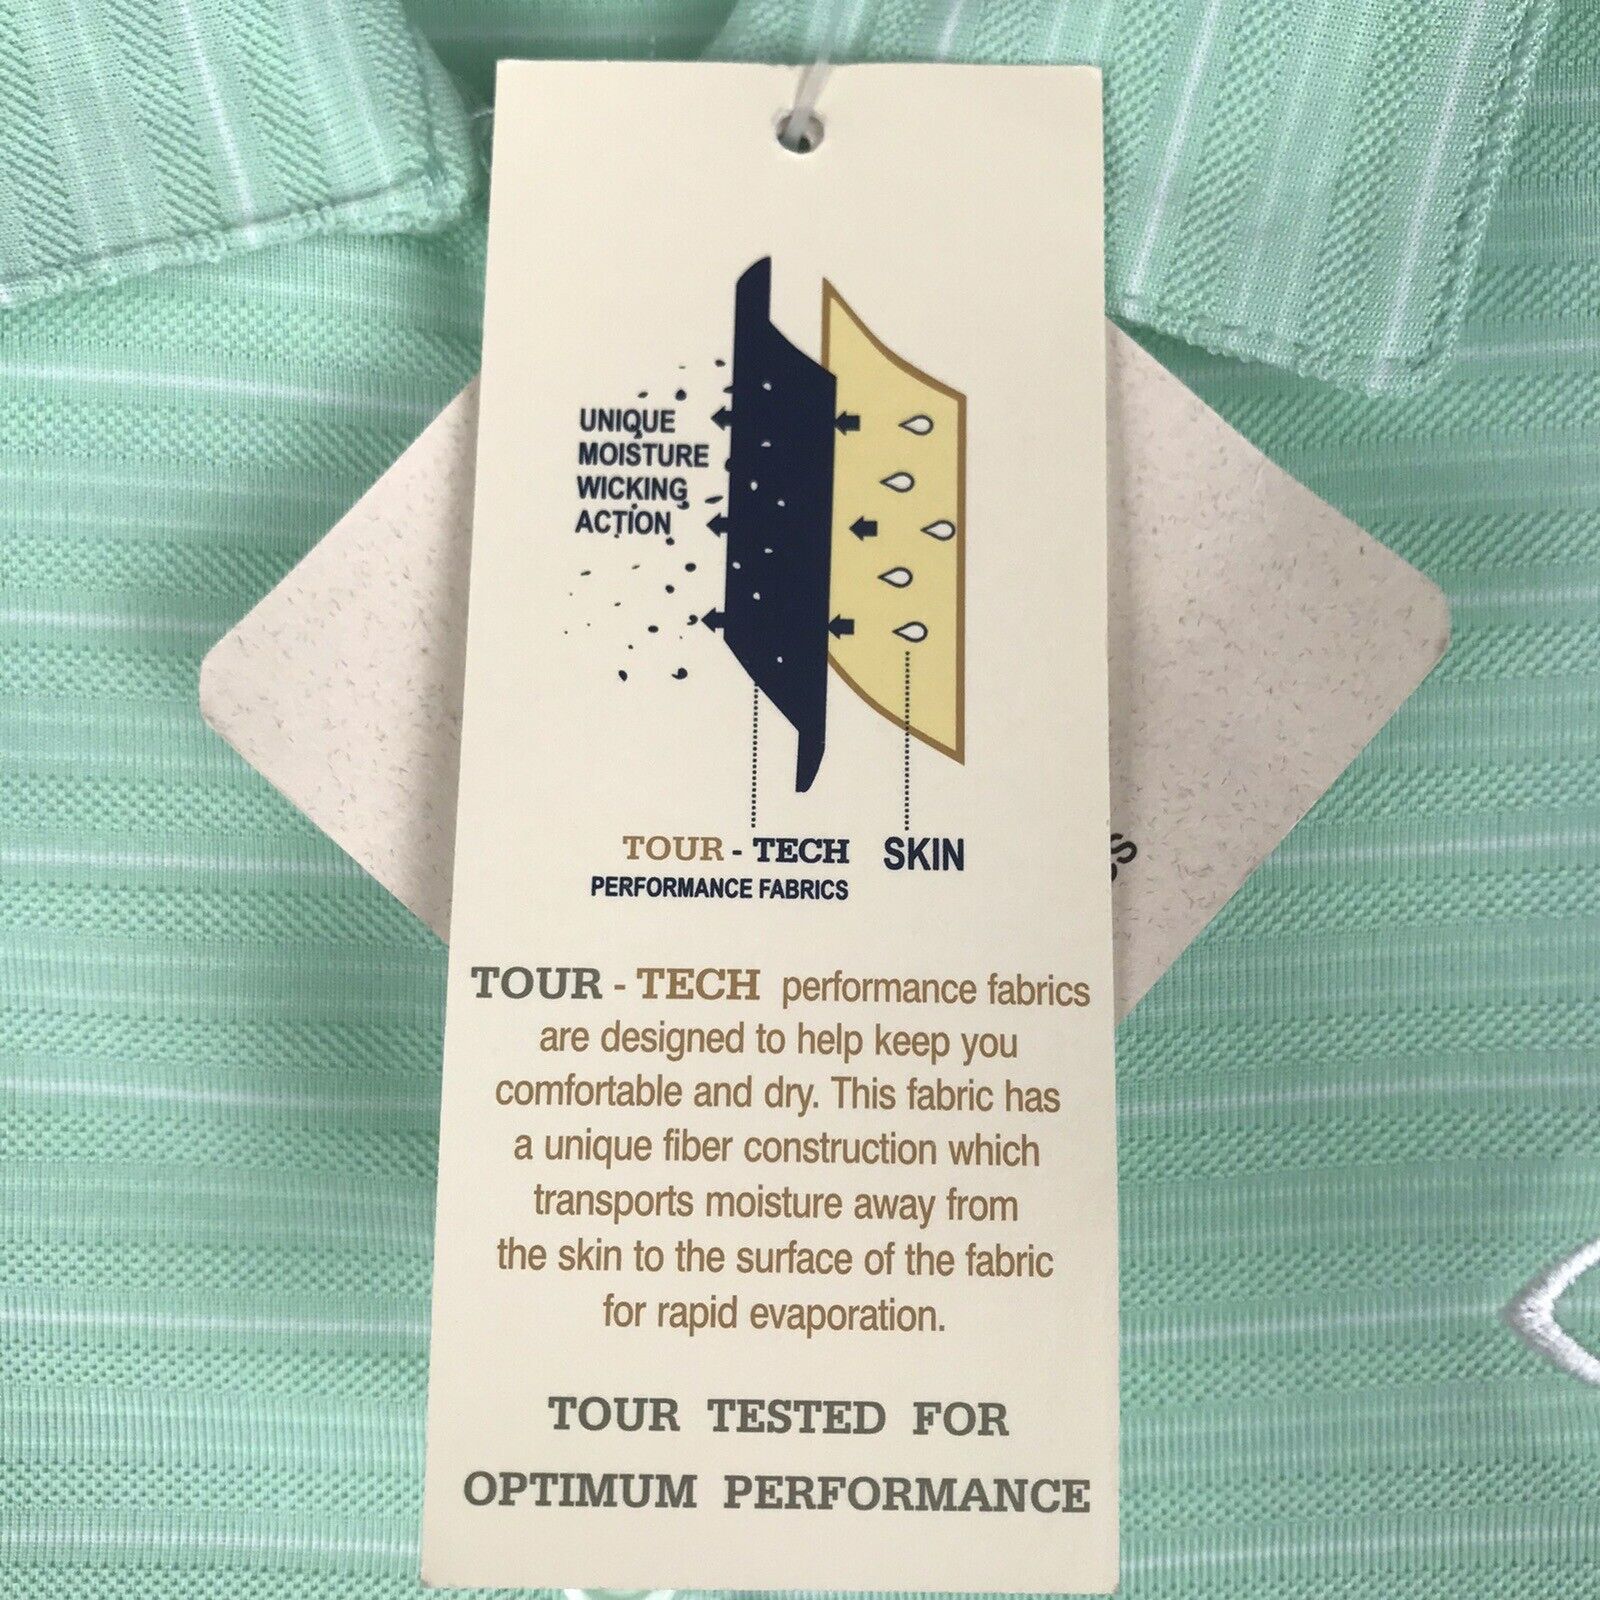 UNIQUE
MOISTURE
WICKING
ACTION
TOUR - TECH
PERFORMANCE FABRICS
SKIN
TOUR - TECH performance fabrics
are designed to help keep you
comfortable and dry. This fabric has
a unique fiber construction which
transports moisture away from
the skin to the surface of the fabric
for rapid evaporation.
TOUR TESTED FOR
OPTIMUM PERFORMANCE